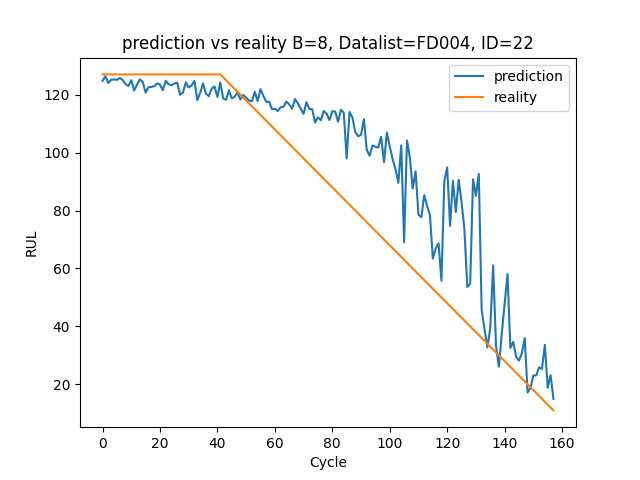 prediction vs reality B=8, Datalist=FD004, ID=22
prediction
reality
RUL
120
100
80
60
40
20
0 20 40 60 80 100 120 140 160
Cycle